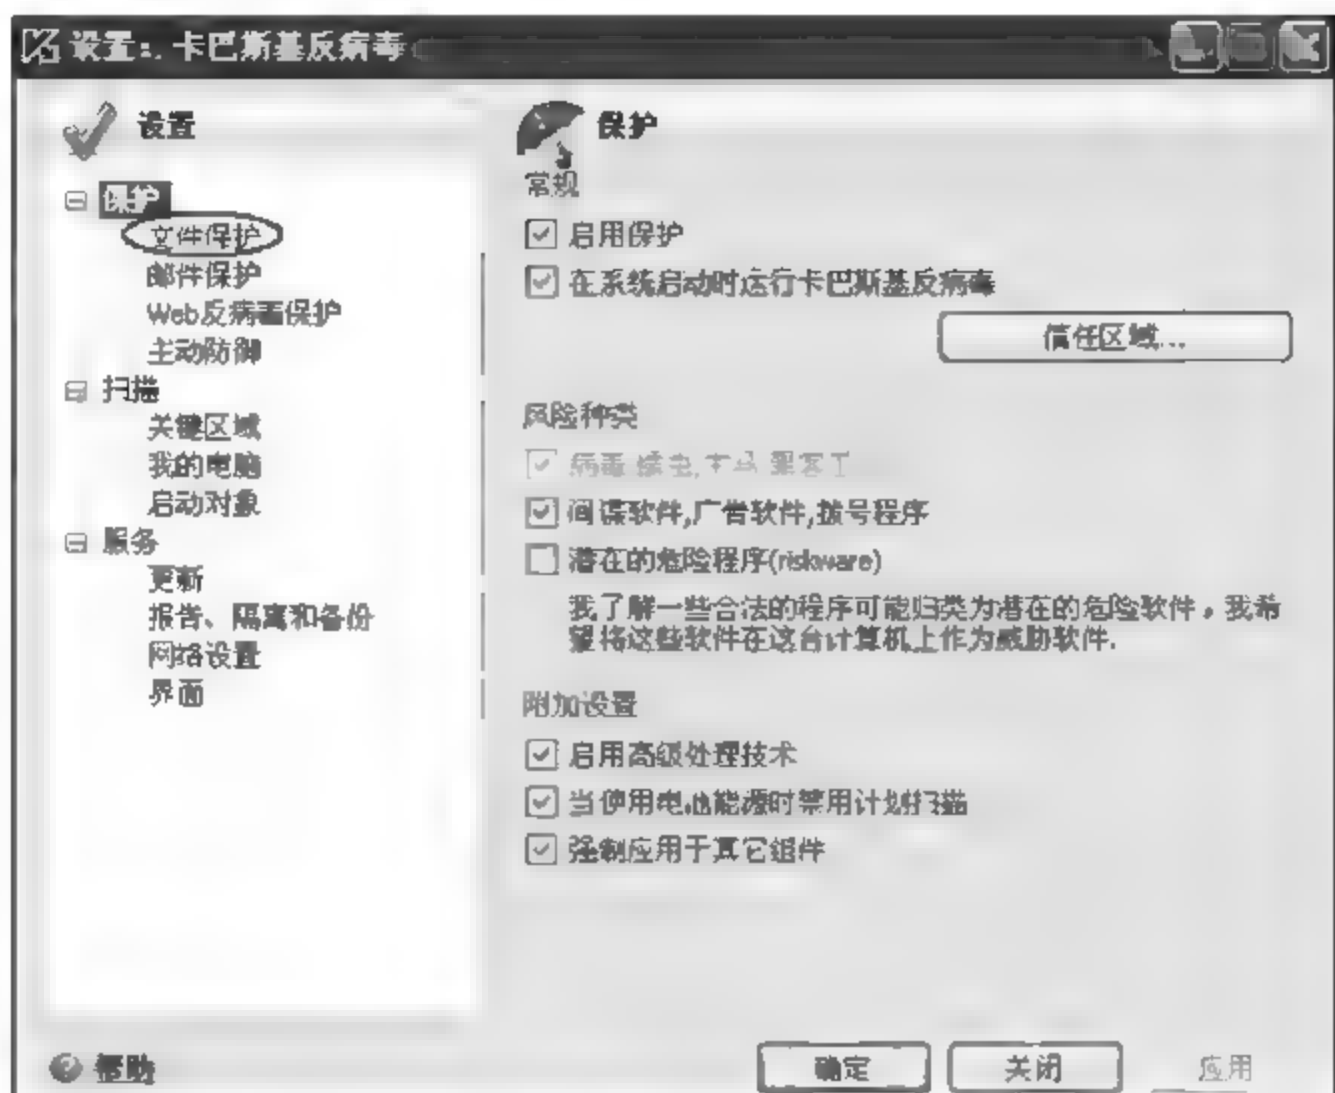 设置: 卡巴斯基反病毒
设置
保护
文件保护
邮件保护
Web反病毒保护
主动防御
扫描
关键区域
我的电脑
启动对象
服务
更新
报告、隔离和备份
网络设置
界面
帮助
保护
常规
启用保护
在系统启动时运行卡巴斯基反病毒
信任区域...
风险种类
病毒,蠕虫,木马,黑客工
间谍软件,广告软件,拨号程序
潜在的危险程序(riskware)
我了解一些合法的程序可能归类为潜在的危险软件，我希
望将这些软件在这台计算机上作为威胁软件.
附加设置
启用高级处理技术
当使用电池能源时禁用计划扫描
强制应用于其它组件
确定
关闭
应用